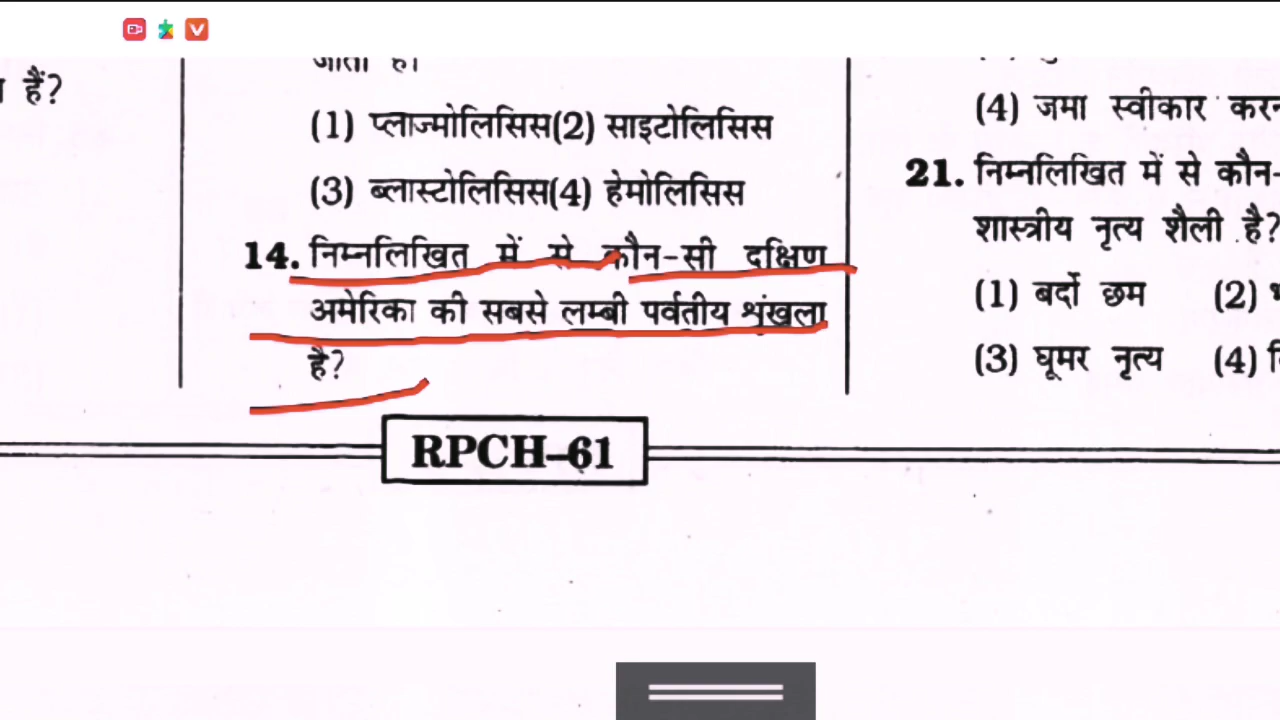 हैं?
जाता है।
(1) प्लाज्मोलिसिस(2) साइटोलिसिस
(3) ब्लास्टोलिसिस(4) हेमोलिसिस
14. निम्नलिखित में से कौन-सी दक्षिण
अमेरिका की सबसे लम्बी पर्वतीय शृंखला
है?
(4) जमा स्वीकार
21. निम्नलिखित में से कौन-
शास्त्रीय नृत्य शैली है?
(1) बर्दो छम (2)
(3) घूमर नृत्य (4)
RPCH–61